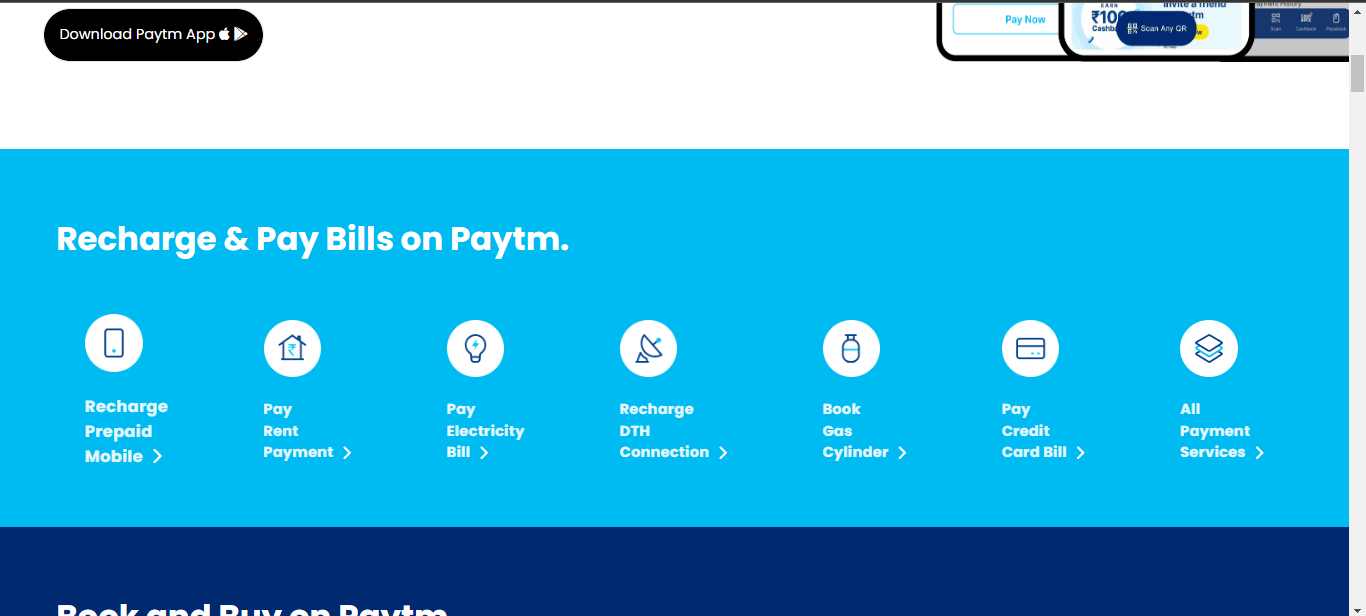 Download Paytm App
Pay Now
EARN
₹100
Invite a friend
Scan Any QR
Scan
Cashback
Recharge & Pay Bills on Paytm.
Recharge
Prepaid
Mobile
Pay
Rent
Payment
Pay
Electricity
Bill
Recharge
DTH
Connection
Book
Gas
Cylinder
Pay
Credit
Card Bill
All
Payment
Services
Book and Buy on Paytm